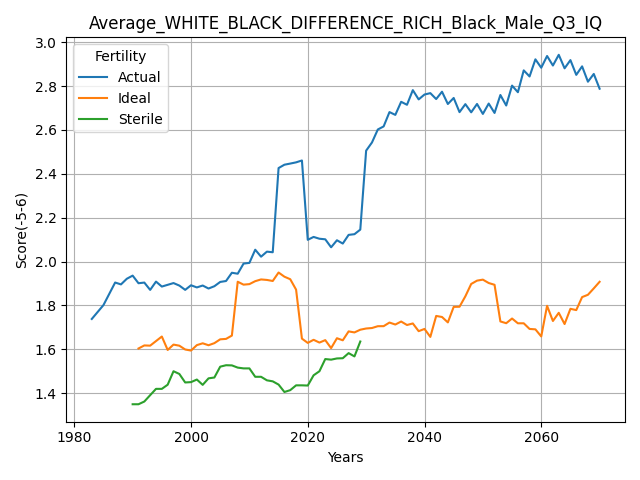 Average_WHITE_BLACK_DIFFERENCE_RICH_Black_Male_Q3_IQ
Fertility
Actual
Ideal
Sterile
Score(-5-6)
3.0
2.8
2.6
2.4
2.2
2.0
1.8
1.6
1.4
1980
2000
2020
2040
2060
Years